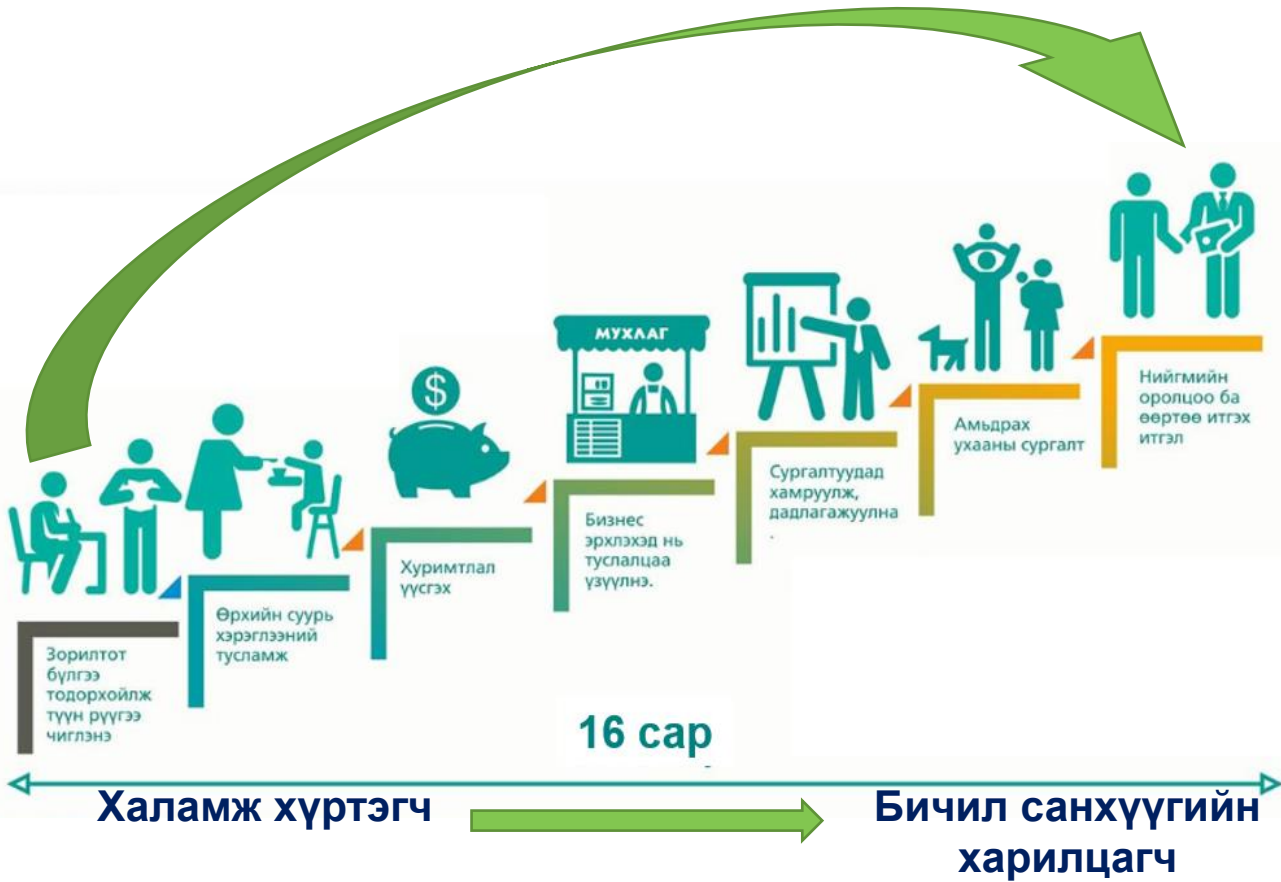 МУХЛАГ
$
Зорилтот
бүлгээ
тодорхойлж
түүн рүүгээ
чиглэнэ
Өрхийн суурь
хэрэглээний
тусламж
Хуримтлал
үүсгэх
Бизнес
эрхлэхэд нь
туслалцаа
үзүүлнэ.
Сургалтуудад
хамруулж,
дадлагажуулна
.
Амьдрах
ухааны сургалт
Нийгмийн
оролцоо ба
өөртөө итгэх
итгэл
16 сар
Халамж хүртэгч
Бичил санхүүгийн
харилцагч